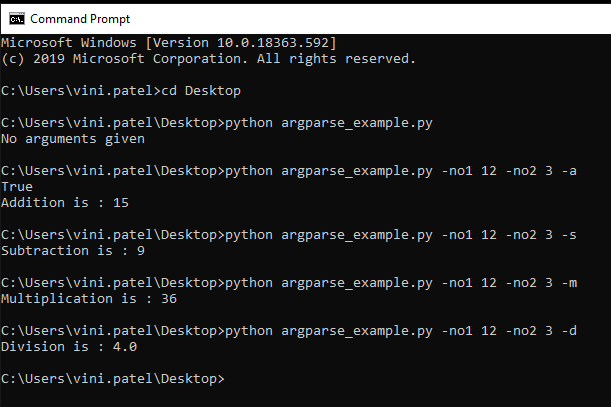 Command Prompt
Microsoft Windows [Version 10.0.18363.592]
(c) 2019 Microsoft Corporation. All rights reserved.
C:\Users\vini.patel>cd Desktop
C:\Users\vini.patel\Desktop>python argparse_example.py
No arguments given
C:\Users\vini.patel\Desktop>python argparse_example.py -no1 12 -no2 3 -a
True
Addition is : 15
C:\Users\vini.patel\Desktop>python argparse_example.py -no1 12 -no2 3 -s
Subtraction is : 9
C:\Users\vini.patel\Desktop>python argparse_example.py -no1 12 -no2 3 -m
Multiplication is : 36
C:\Users\vini.patel\Desktop>python argparse_example.py -no1 12 -no2 3 -d
Division is : 4.0
C:\Users\vini.patel\Desktop>